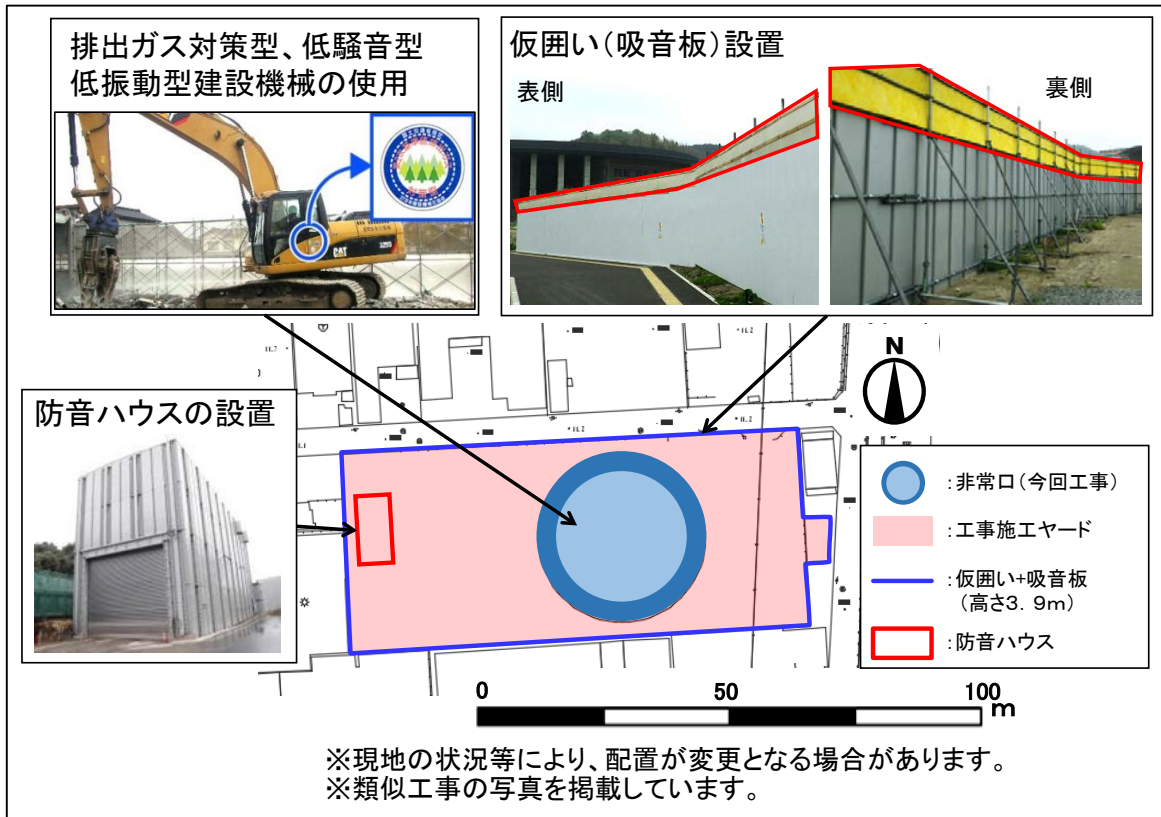 排出ガス対策型、低騒音型
低振動型建設機械の使用
CAT
仮囲い(吸音板)設置
表側
裏側
N
防音ハウスの設置
11.2
11.2
:非常口(今回工事)
:工事施工ヤード
:仮囲い+吸音板
(高さ3.9m)
:防音ハウス
0 50 100
m
※現地の状況等により、配置が変更となる場合があります。
※類似工事の写真を掲載しています。